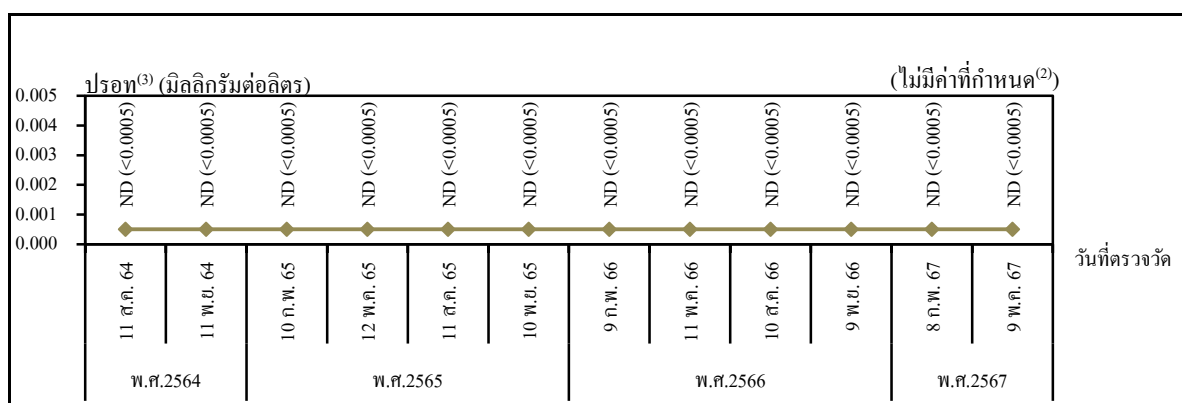 ปรอท(3) (มิลลิกรัมต่อลิตร) (ไม่มีค่าที่กำหนด(2))
0.005
0.004
0.003
0.002
0.001
0.000
ND (<0.0005) ND (<0.0005) ND (<0.0005) ND (<0.0005) ND (<0.0005) ND (<0.0005) ND (<0.0005) ND (<0.0005) ND (<0.0005) ND (<0.0005) ND (<0.0005) ND (<0.0005)
วันที่ตรวจวัด
11 ส.ค. 64 11 พ.ย. 64 10 ก.พ. 65 12 พ.ค. 65 11 ส.ค. 65 10 พ.ย. 65 9 ก.พ. 66 11 พ.ค. 66 10 ส.ค. 66 9 พ.ย. 66 8 ก.พ. 67 9 พ.ค. 67
พ.ศ.2564 พ.ศ.2565 พ.ศ.2566 พ.ศ.2567